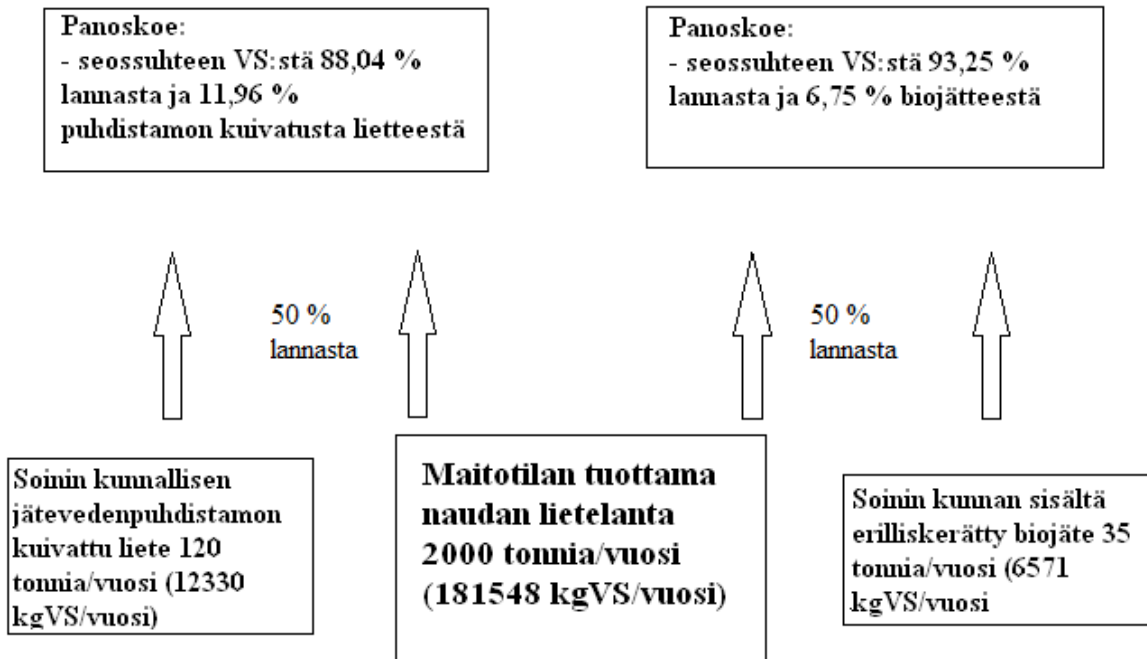 Panoskoe:
- seossuhteen VS:stä 88,04 %
lannasta ja 11,96 %
puhdistamon kuivatusta lietteestä
Panoskoe:
- seossuhteen VS:stä 93,25 %
lannasta ja 6,75 % biojätteestä
50 %
lannasta
50 %
lannasta
Soinin kunnallisen
jätevedenpuhdistamon
kuivattu liete 120
tonnia/vuosi (12330
kgVS/vuosi)
Maitotilan tuottama
naudan lietelanta
2000 tonnia/vuosi
(181548 kgVS/vuosi)
Soinin kunnan sisältä
erilliskerätty biojäte 35
tonnia/vuosi (6571
kgVS/vuosi